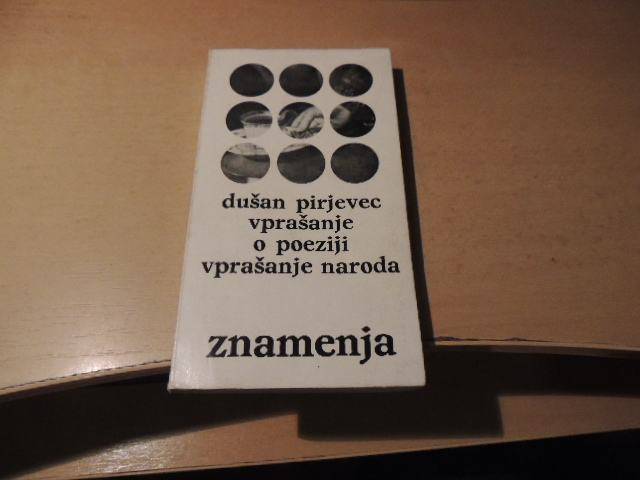 dušan pirjevec
vprašanje
o poeziji
vprašanje naroda
znamenja